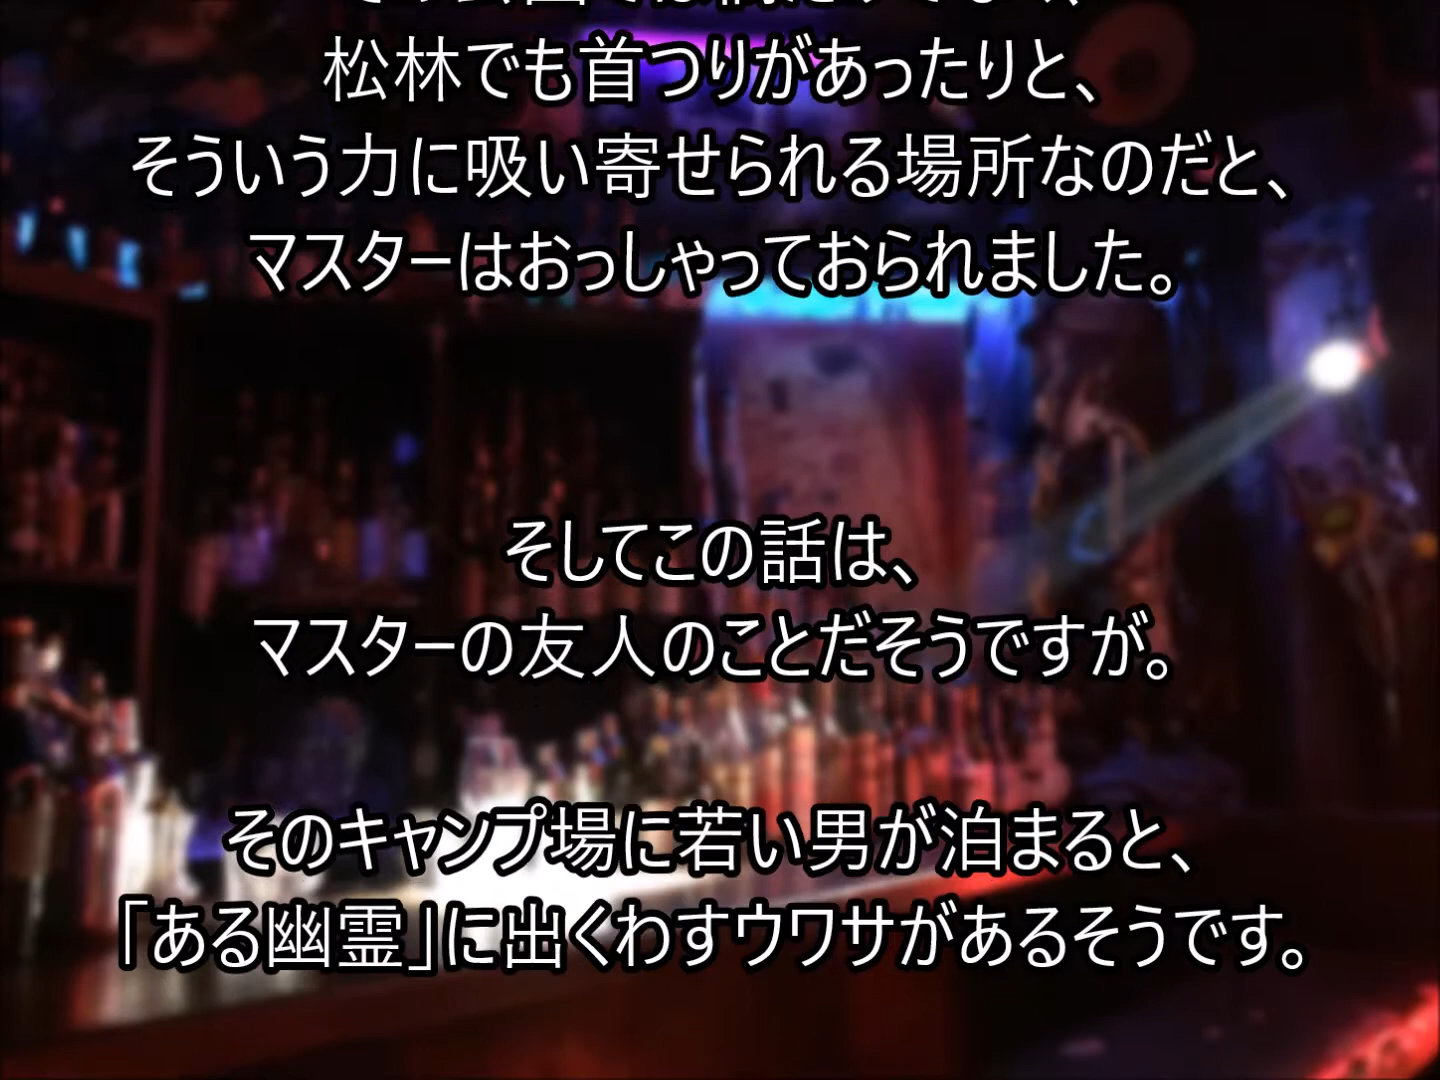 松林でも首つりがあったりと、
そういう力に吸い寄せられる場所なのだと、
マスターはおっしゃっておられました。
そしてこの話は、
マスターの友人のことだそうですが。
そのキャンプ場に若い男が泊まると、
「ある幽霊」に出くわすウワサがあるそうです。